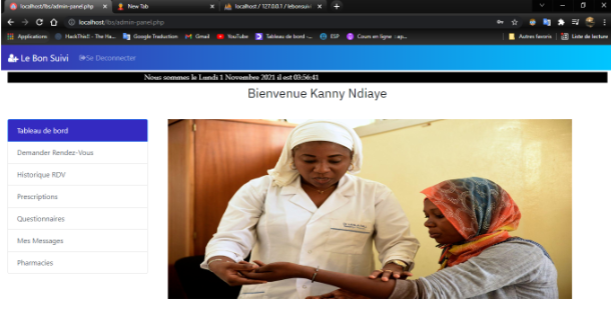 localhost/lbs/admin-panel.php
New Tab
localhost / 127.0.0.1 / lebonsuivi
localhost/lbs/admin-panel.php
Applications
HackThis!! - The Ha...
Google Traduction
Gmail
YouTube
Tableau de bord -...
ESP
Cours en ligne : ap...
Autres favoris
Liste de lecture
Le Bon Suivi
Se Deconnecter
Nous sommes le Lundi 1 Novembre 2021 il est 03:56:41
Bienvenue Kanny Ndiaye
Tableau de bord
Demander Rendez-Vous
Historique RDV
Prescriptions
Questionnaires
Mes Messages
Pharmacies